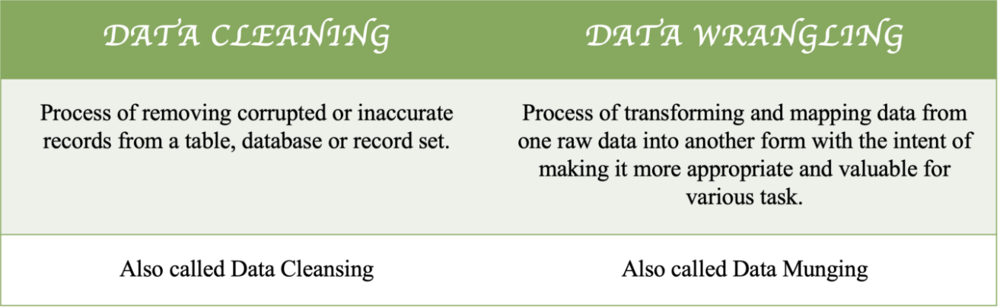 DATA CLEANING
DATA WRANGLING
Process of removing corrupted or inaccurate
records from a table, database or record set.
Process of transforming and mapping data from
one raw data into another form with the intent of
making it more appropriate and valuable for
various task.
Also called Data Cleansing
Also called Data Munging